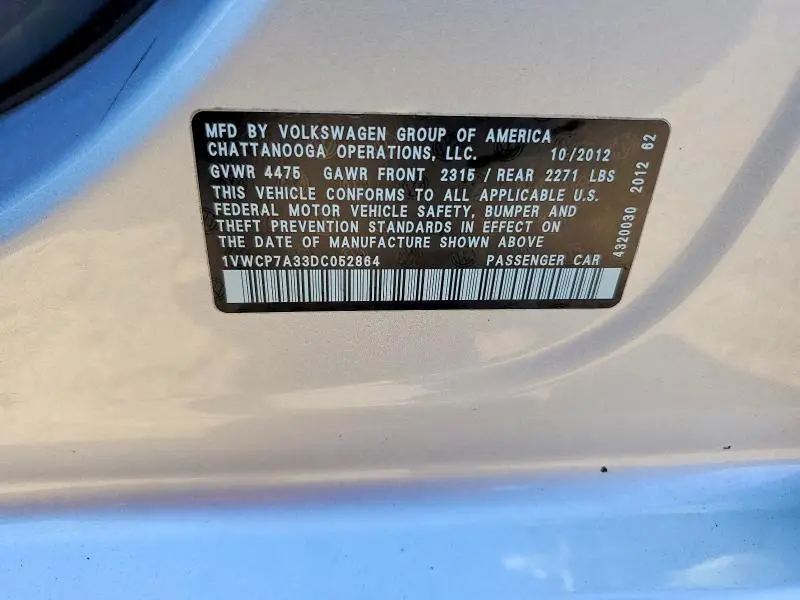 MFD BY VOLKSWAGEN GROUP OF AMERICA
CHATTANOOGA OPERATIONS, LLC. 10/2012
GVWR 4475 GAWR FRONT 2315 / REAR 2271 LBS
THIS VEHICLE CONFORMS TO ALL APPLICABLE U.S.
FEDERAL MOTOR VEHICLE SAFETY, BUMPER AND
THEFT PREVENTION STANDARDS IN EFFECT ON
THE DATE OF MANUFACTURE SHOWN ABOVE
1VWCP7A33DC052864 PASSENGER CAR
4320030 2012 62